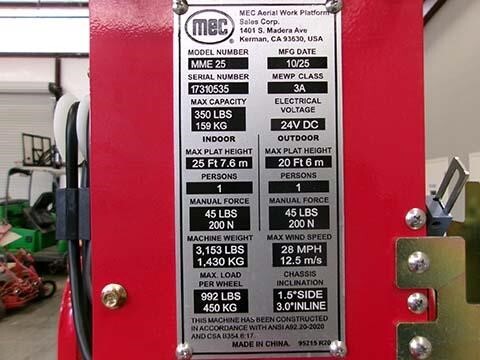 MEC Aerial Work Platform
Sales Corp.
1401 S. Madera Ave
Kerman, CA 93630, USA
mec
MODEL NUMBER
MME 25
MFG DATE
10/25
SERIAL NUMBER
17310535
MEWP CLASS
3A
MAX CAPACITY
350 LBS
159 KG
ELECTRICAL
VOLTAGE
24V DC
INDOOR
OUTDOOR
MAX PLAT HEIGHT
25 Ft 7.6 m
MAX PLAT HEIGHT
20 Ft 6 m
PERSONS
1
PERSONS
1
MANUAL FORCE
45 LBS
200 N
MANUAL FORCE
45 LBS
200 N
MACHINE WEIGHT
3,153 LBS
1,430 KG
MAX WIND SPEED
28 MPH
12.5 m/s
MAX. LOAD
PER WHEEL
992 LBS
450 KG
CHASSIS
INCLINATION
1.5°SIDE
3.0°INLINE
THIS MACHINE HAS BEEN CONSTRUCTED
IN ACCORDANCE WITH ANSI A92.20-2020
AND CSA B354.6:17.
MADE IN CHINA.
95215 R20